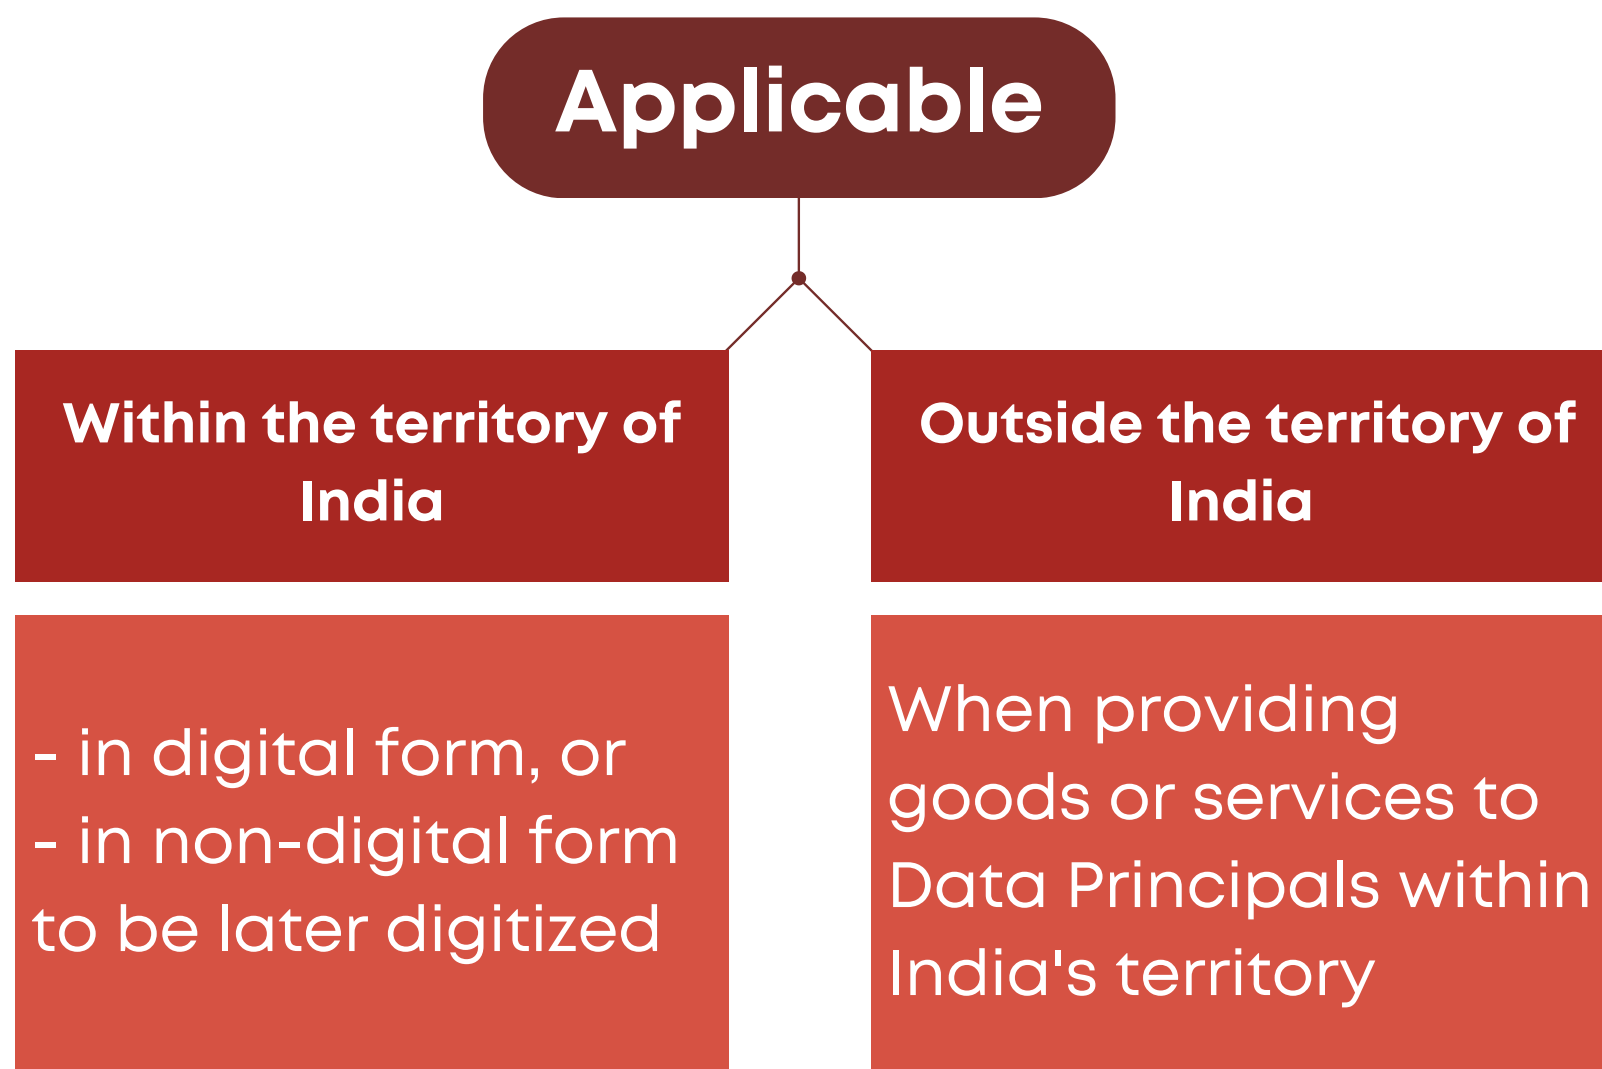 Applicable
Within the territory of
India
- in digital form, or
- in non-digital form
to be later digitized
Outside the territory of
India
When providing
goods or services to
Data Principals within
India's territory